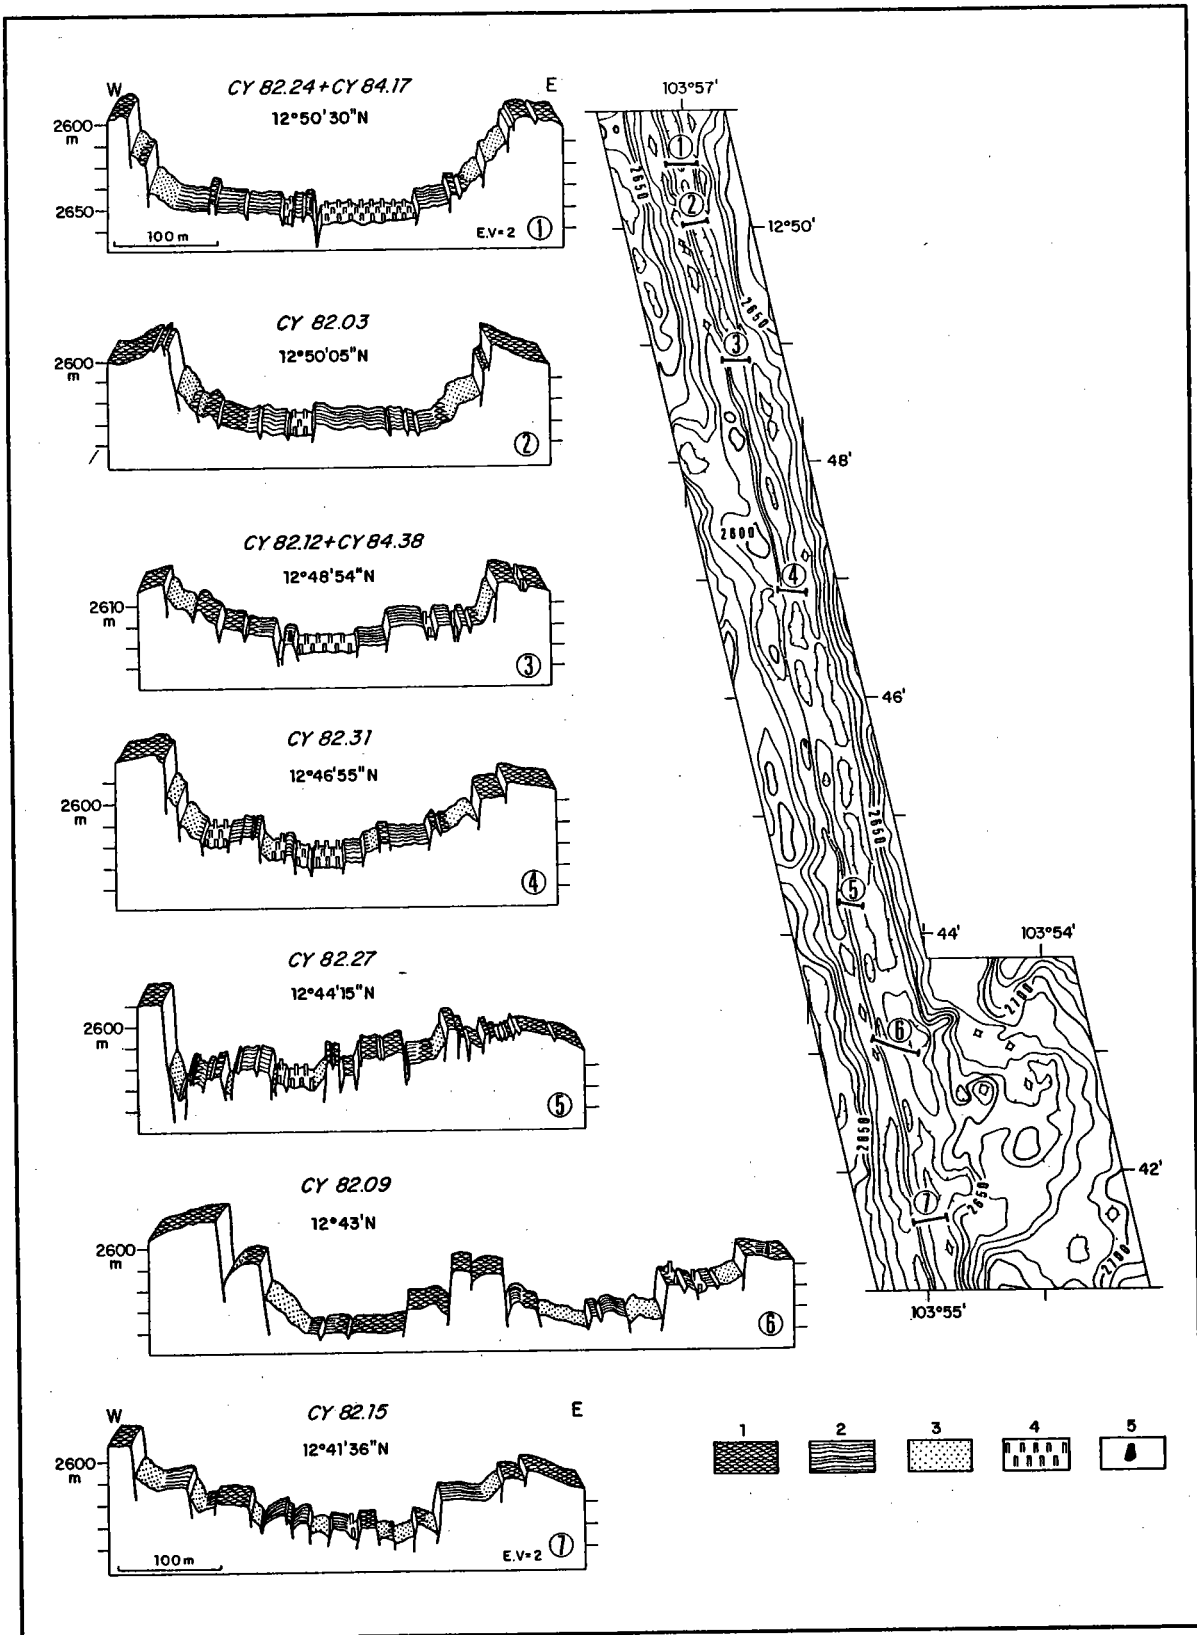 W CY 82.24+CY 84.17 E
12°50'30"N
2600
m
2650
100 m
E.V=2 1
CY 82.03
12°50'05"N
2600
m
2
CY 82.12+CY 84.38
12°48'54"N
2610
m
3
CY 82.31
12°46'55"N
2600
m
4
CY 82.27
12°44'15"N
2600
m
5
CY 82.09
12°43'N
2600
m
6
W CY 82.15 E
12°41'36"N
2600
m
100 m
E.V=2 7
103°57'
1
2650
2
12°50'
2650
3
48'
2600
4
46'
2650
5
44'
103°54'
2700
6
2650
42'
7
2650
2700
103°55'
1 2 3 4 5